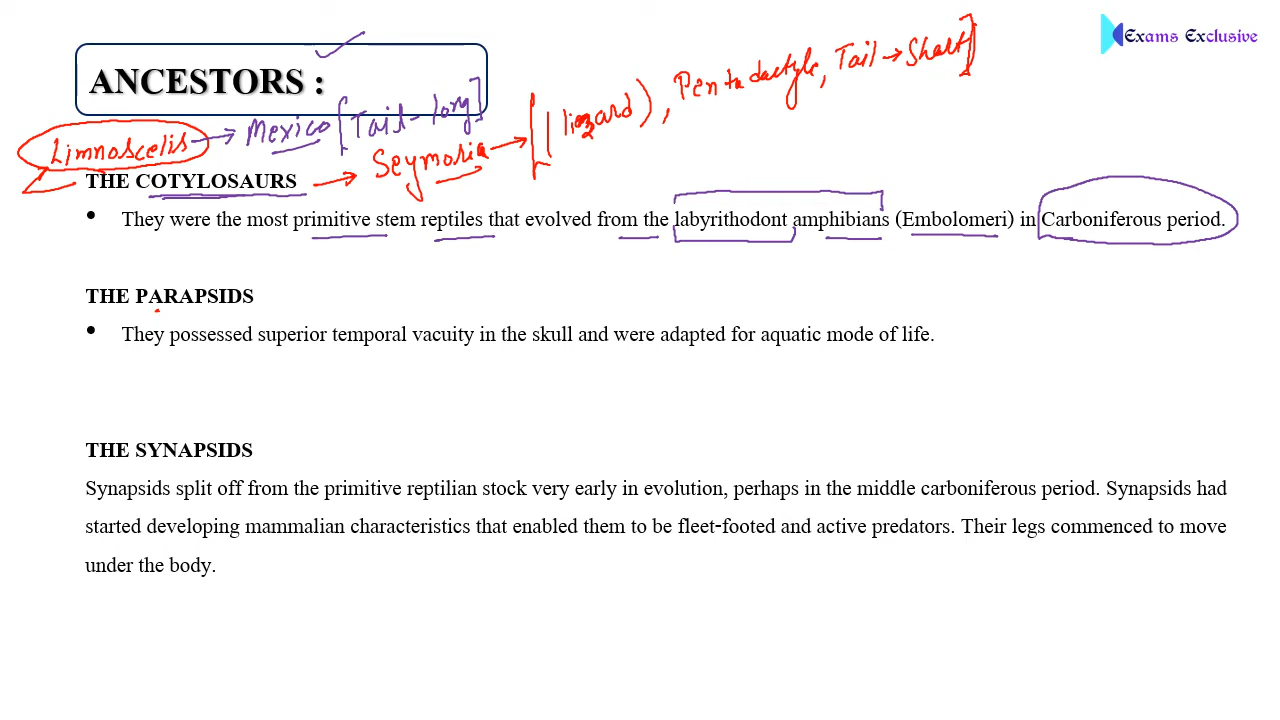 Exams Exclusive
ANCESTORS :
[ lizard), Pentadactyle, Tail → Short]
Limnoscelis → Mexico [Tail - long]
Seymoria →
THE COTYLOSAURS →
• They were the most primitive stem reptiles that evolved from the labyrithodont amphibians (Embolomeri) in Carboniferous period.
THE PARAPSIDS
• They possessed superior temporal vacuity in the skull and were adapted for aquatic mode of life.
THE SYNAPSIDS
Synapsids split off from the primitive reptilian stock very early in evolution, perhaps in the middle carboniferous period. Synapsids had
started developing mammalian characteristics that enabled them to be fleet-footed and active predators. Their legs commenced to move
under the body.